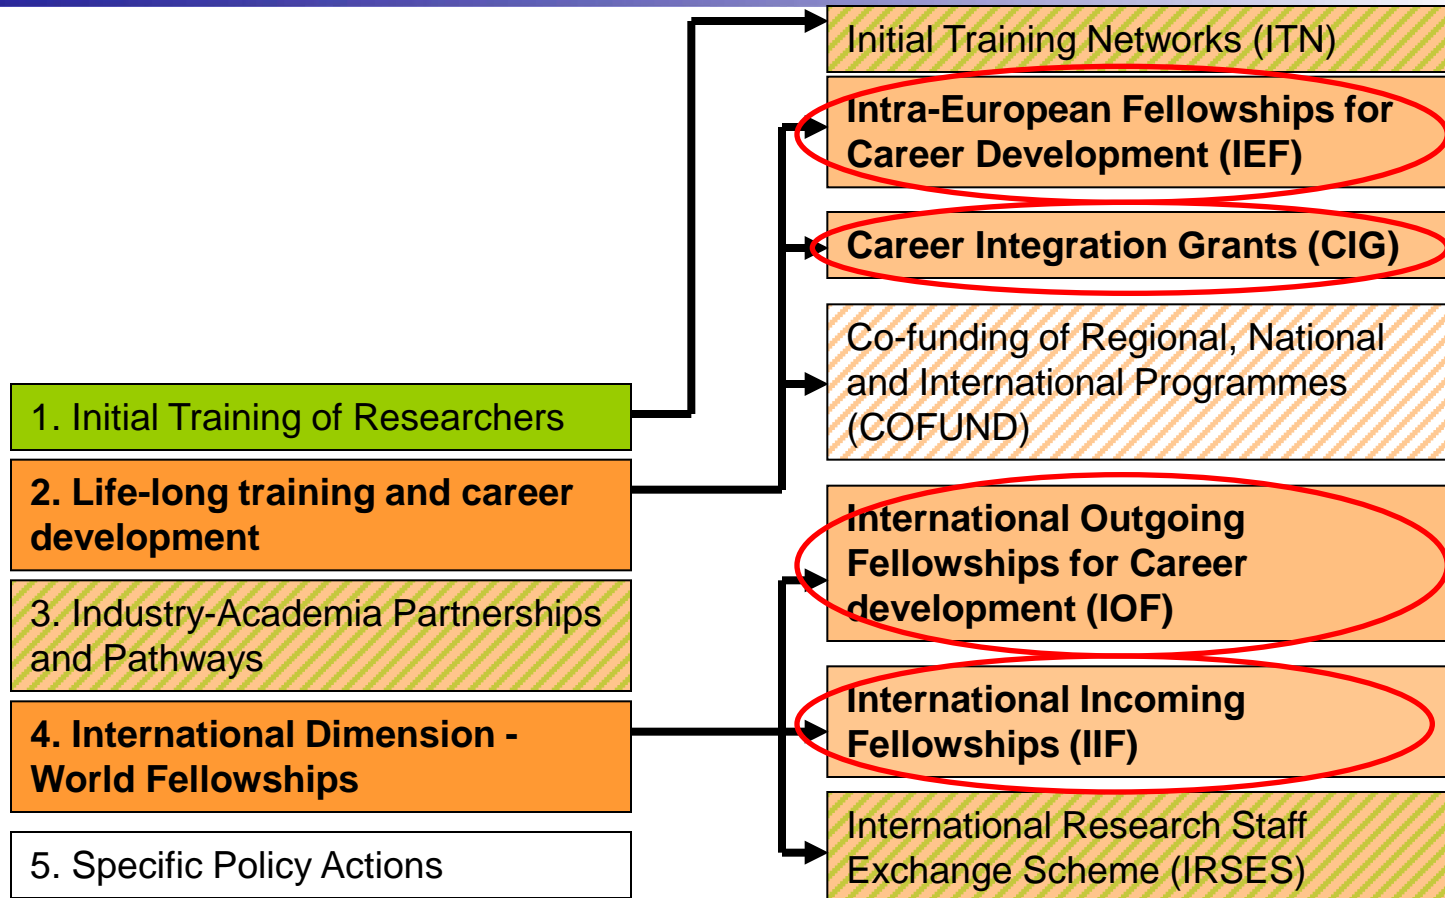 Initial Training Networks (ITN)
Intra-European Fellowships for
Career Development (IEF)
Career Integration Grants (CIG)
Co-funding of Regional, National
and International Programmes
(COFUND)
1. Initial Training of Researchers
2. Life-long training and career
development
International Outgoing
Fellowships for Career
development (IOF)
3. Industry-Academia Partnerships
and Pathways
International Incoming
Fellowships (IIF)
4. International Dimension -
World Fellowships
International Research Staff
Exchange Scheme (IRSES)
5. Specific Policy Actions